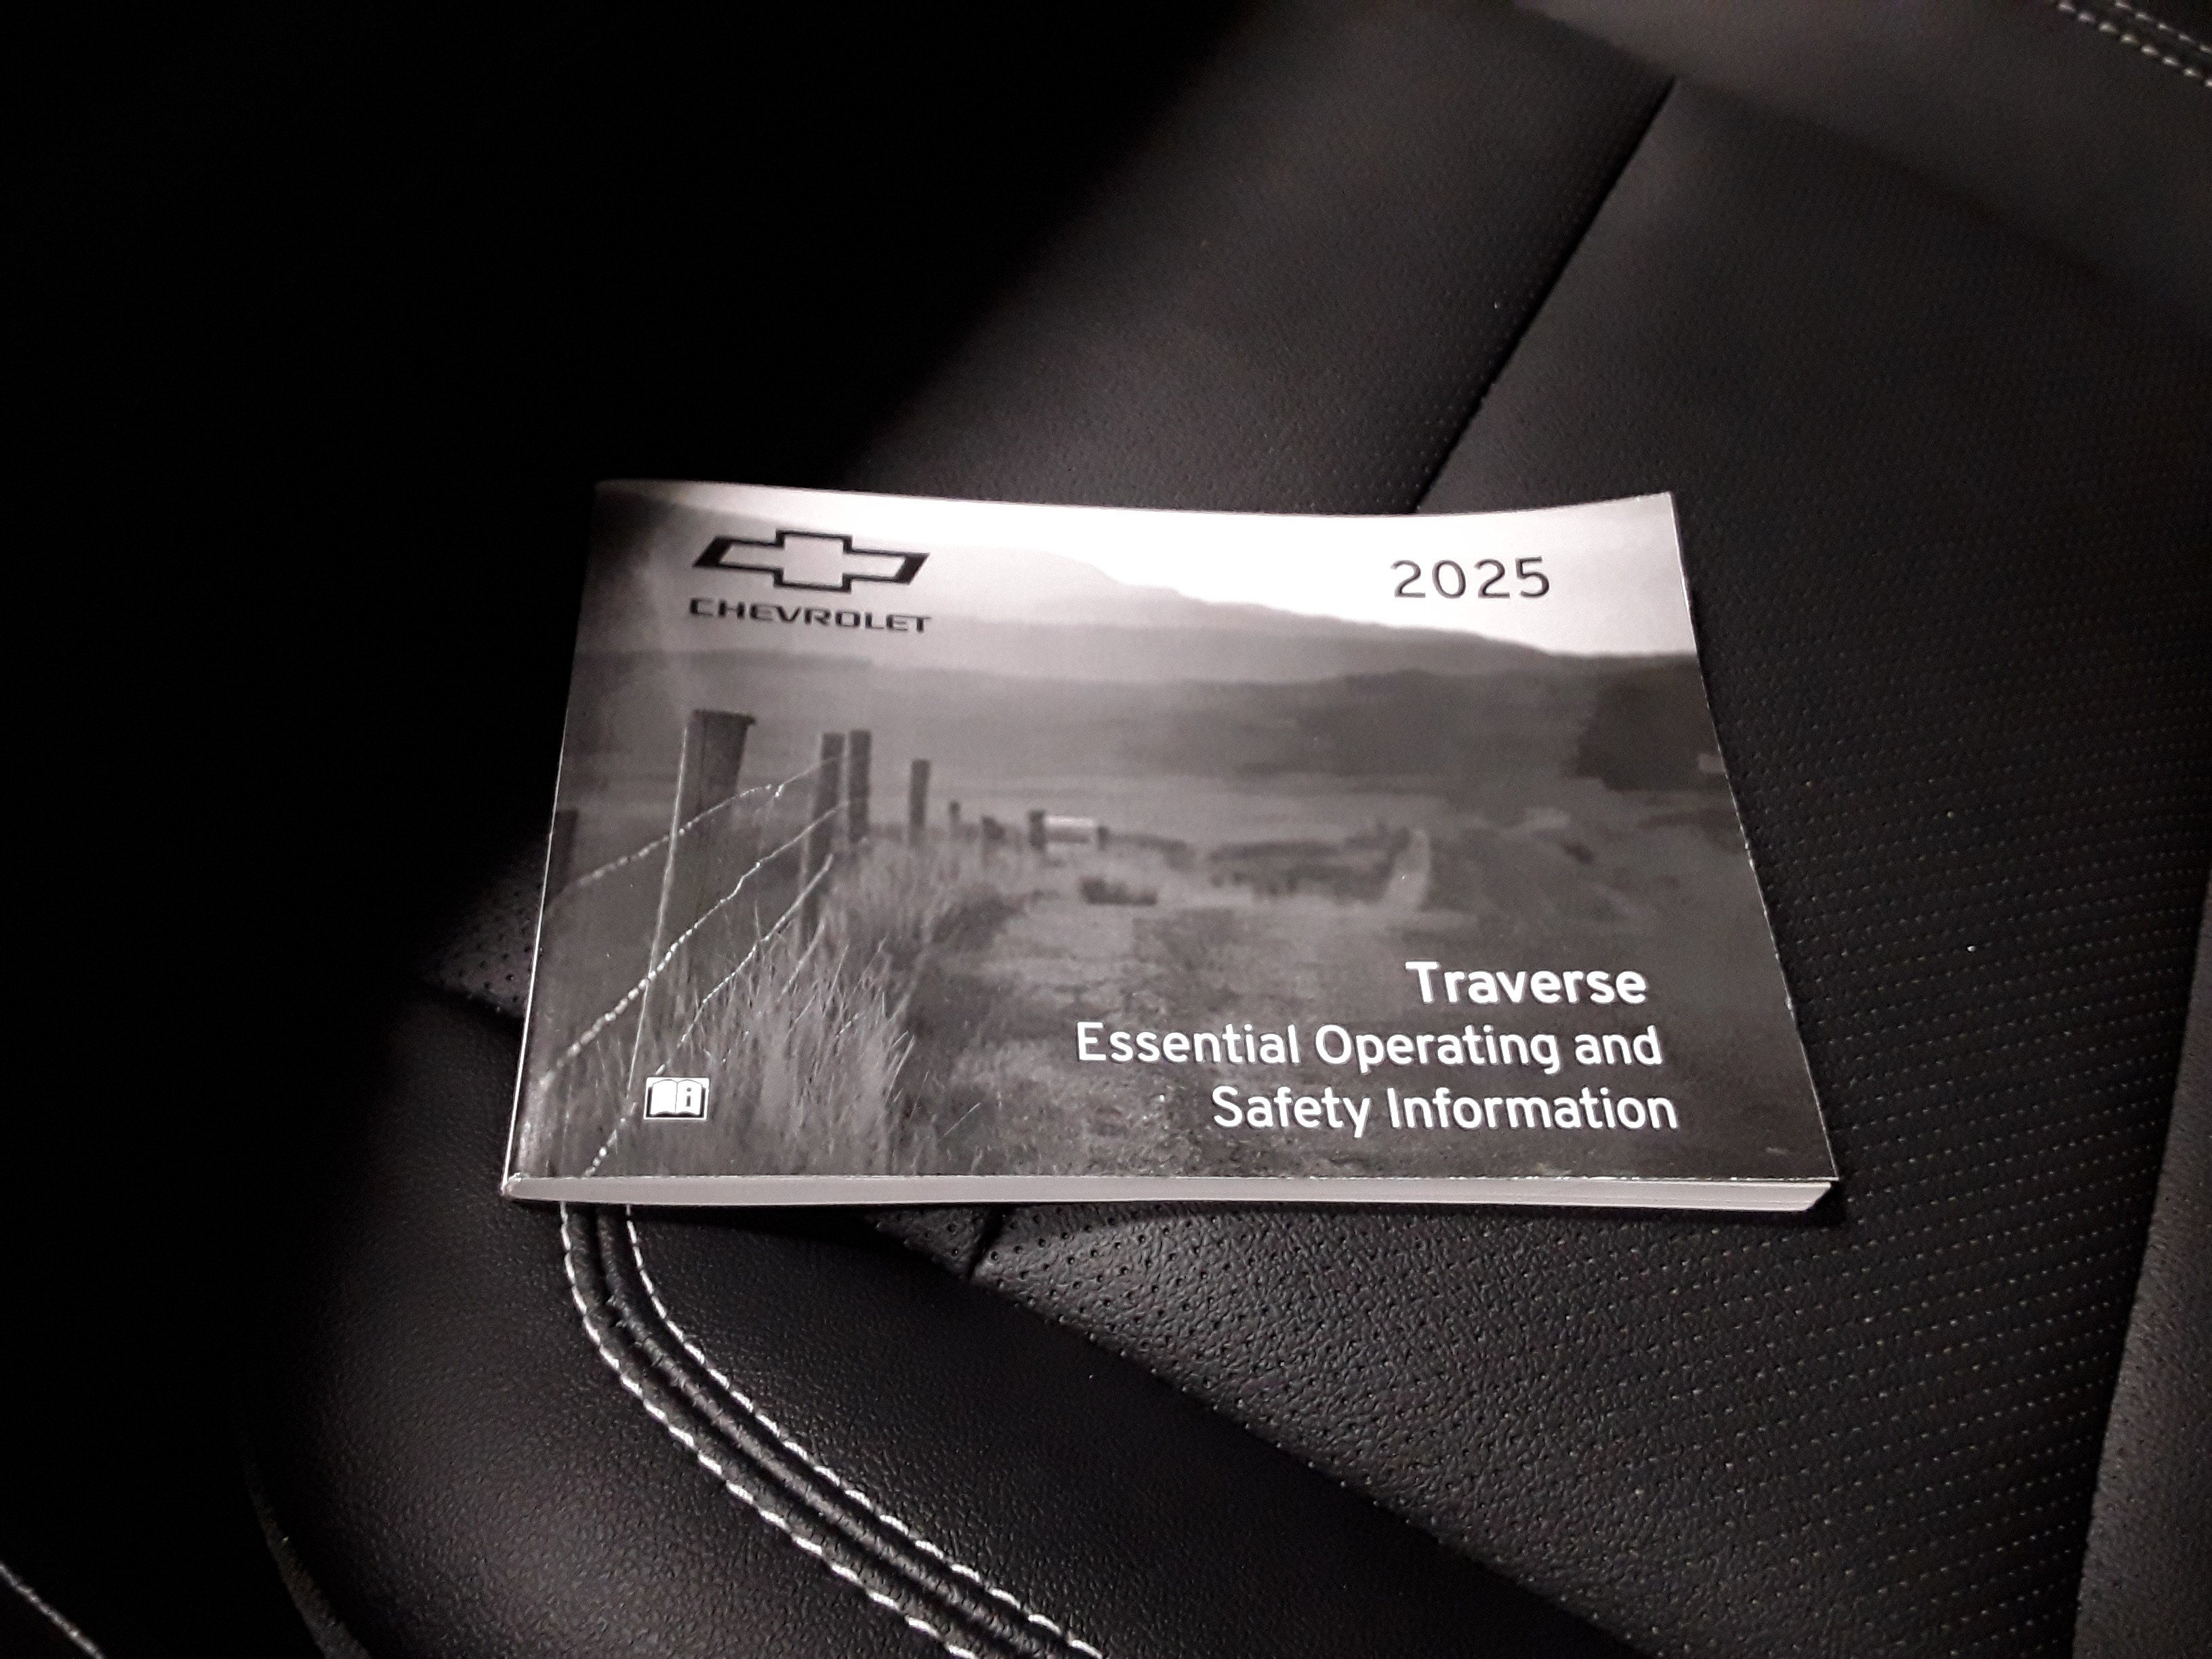 CHEVROLET
2025
Traverse
Essential Operating and
Safety Information